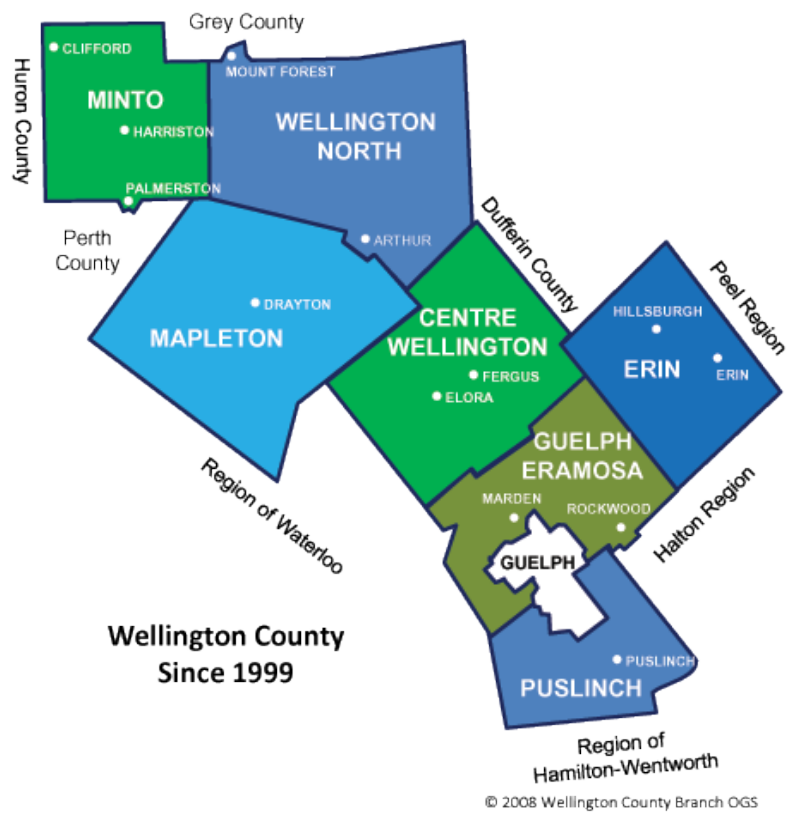 Grey County
CLIFFORD
MOUNT FOREST
Huron County
MINTO
WELLINGTON
NORTH
HARRISTON
PALMERSTON
Perth
County
ARTHUR
Dufferin County
Peel Region
DRAYTON
MAPLETON
CENTRE
WELLINGTON
HILLSBURGH
ERIN
ERIN
FERGUS
ELORA
GUELPH
ERAMOSA
Region of Waterloo
MARDEN
ROCKWOOD
Halton Region
GUELPH
Wellington County
Since 1999
PUSLINCH
PUSLINCH
Region of
Hamilton-Wentworth
© 2008 Wellington County Branch OGS